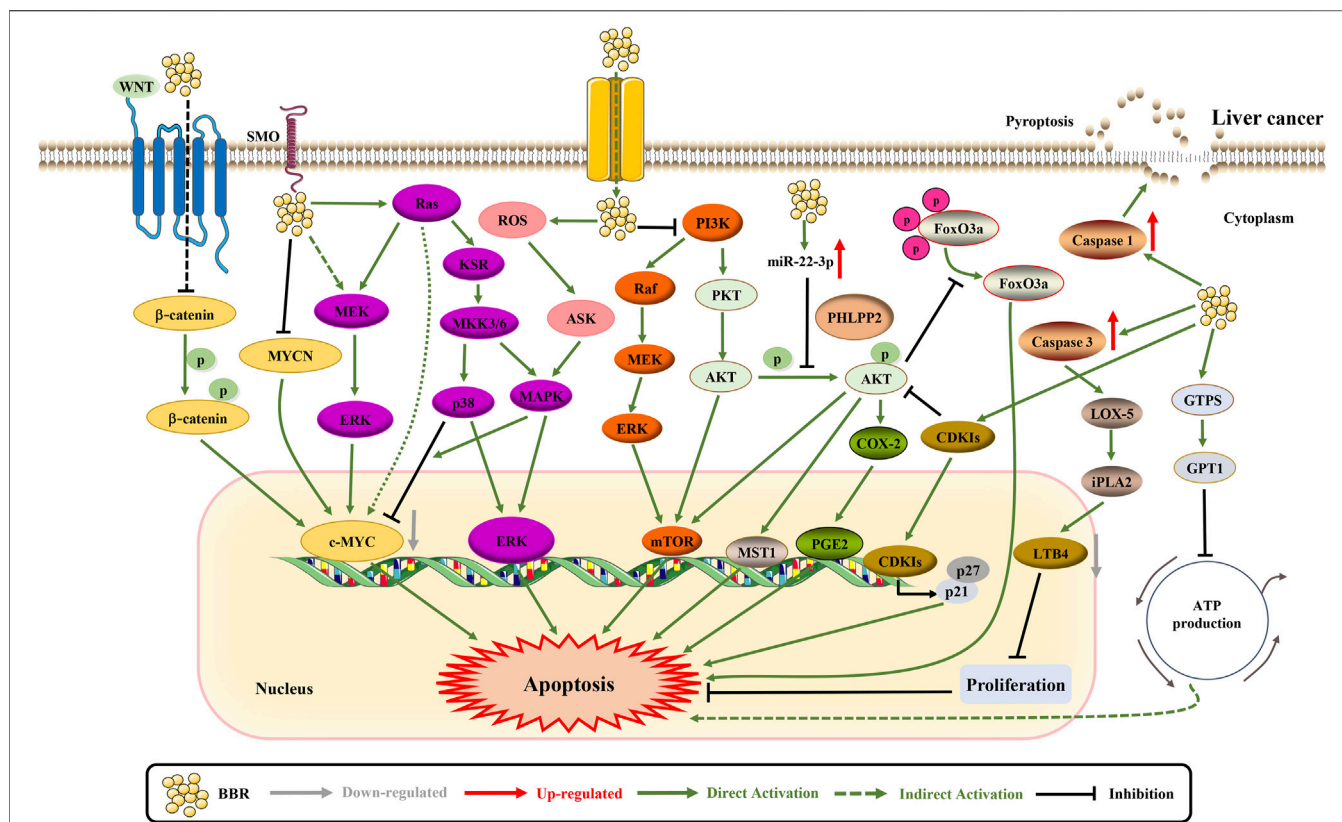 WNT
SMO
Pyroptosis
Liver cancer
Cytoplasm
Ras
ROS
PI3K
p
p
p
FoxO3a
Caspase 1
KSR
miR-22-3p
FoxO3a
Raf
PKT
β-catenin
MEK
MKK3/6
ASK
PHLPP2
Caspase 3
p
MYCN
MEK
AKT
p
p
AKT
p
β-catenin
p38
MAPK
LOX-5
GTPS
ERK
ERK
COX-2
CDKIs
GPT1
iPLA2
c-MYC
ERK
mTOR
MST1
PGE2
CDKIs
LTB4
p27
p21
ATP
production
Nucleus
Apoptosis
Proliferation
BBR
Down-regulated
Up-regulated
Direct Activation
Indirect Activation
Inhibition